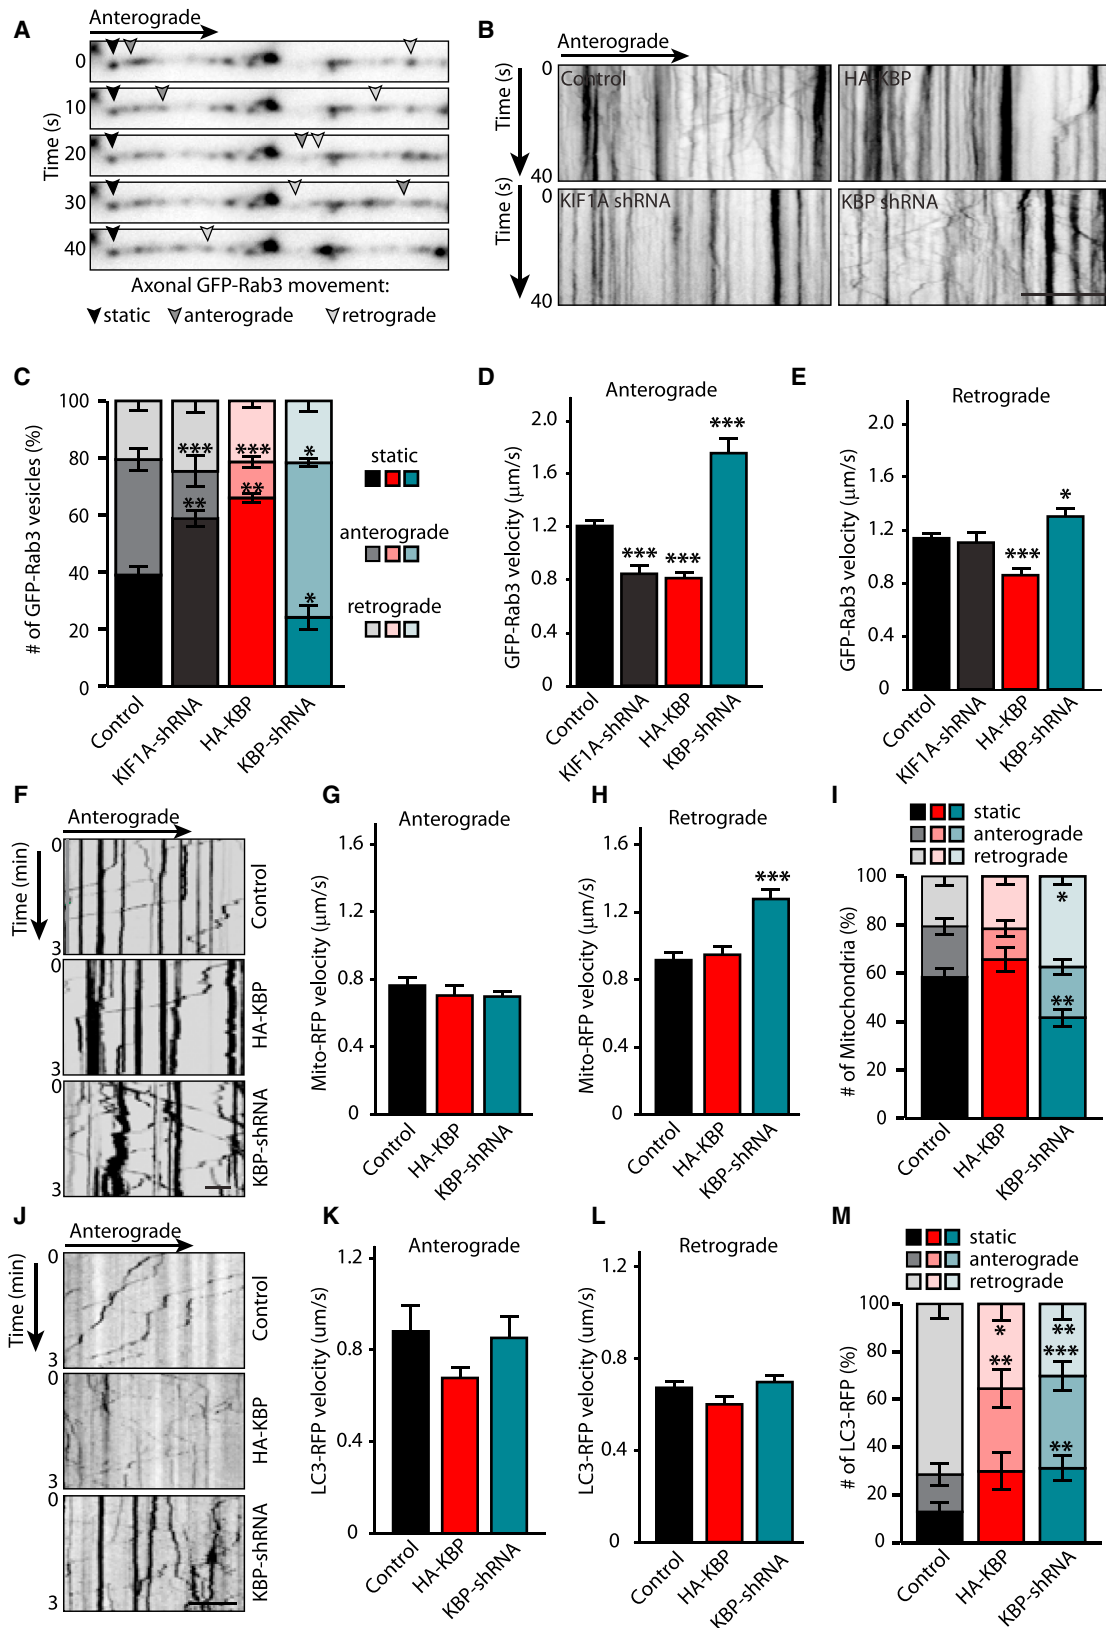 A
Anterograde
0
10
20
30
40
Time (s)
Axonal GFP-Rab3 movement:
static
anterograde
retrograde
B
Anterograde
Time (s)
0
40
Control
HA-KBP
Time (s)
0
40
KIF1A shRNA
KBP shRNA
C
# of GFP-Rab3 vesicles (%)
100
80
60
40
20
0
***
**
***
**
*
*
Control
KIF1A-shRNA
HA-KBP
KBP-shRNA
static
anterograde
retrograde
D
Anterograde
GFP-Rab3 velocity (μm/s)
2.0
1.6
1.2
0.8
0.4
0
***
***
***
Control
KIF1A-shRNA
HA-KBP
KBP-shRNA
E
Retrograde
GFP-Rab3 velocity (μm/s)
2.0
1.6
1.2
0.8
0.4
0
***
*
Control
KIF1A-shRNA
HA-KBP
KBP-shRNA
F
Anterograde
Time (min)
0
3
Control
0
3
HA-KBP
0
3
KBP-shRNA
G
Anterograde
Mito-RFP velocity (μm/s)
1.6
1.2
0.8
0.4
0
Control
HA-KBP
KBP-shRNA
H
Retrograde
Mito-RFP velocity (μm/s)
1.6
1.2
0.8
0.4
0
***
Control
HA-KBP
KBP-shRNA
I
static
anterograde
retrograde
# of Mitochondria (%)
100
80
60
40
20
0
*
**
Control
HA-KBP
KBP-shRNA
J
Anterograde
Time (min)
0
3
Control
0
3
HA-KBP
0
3
KBP-shRNA
K
Anterograde
LC3-RFP velocity (um/s)
1.2
0.8
0.4
0
Control
HA-KBP
KBP-shRNA
L
Retrograde
LC3-RFP velocity (um/s)
1.2
0.8
0.4
0
Control
HA-KBP
KBP-shRNA
M
static
anterograde
retrograde
# of LC3-RFP (%)
100
80
60
40
20
0
*
**
**
***
**
Control
HA-KBP
KBP-shRNA